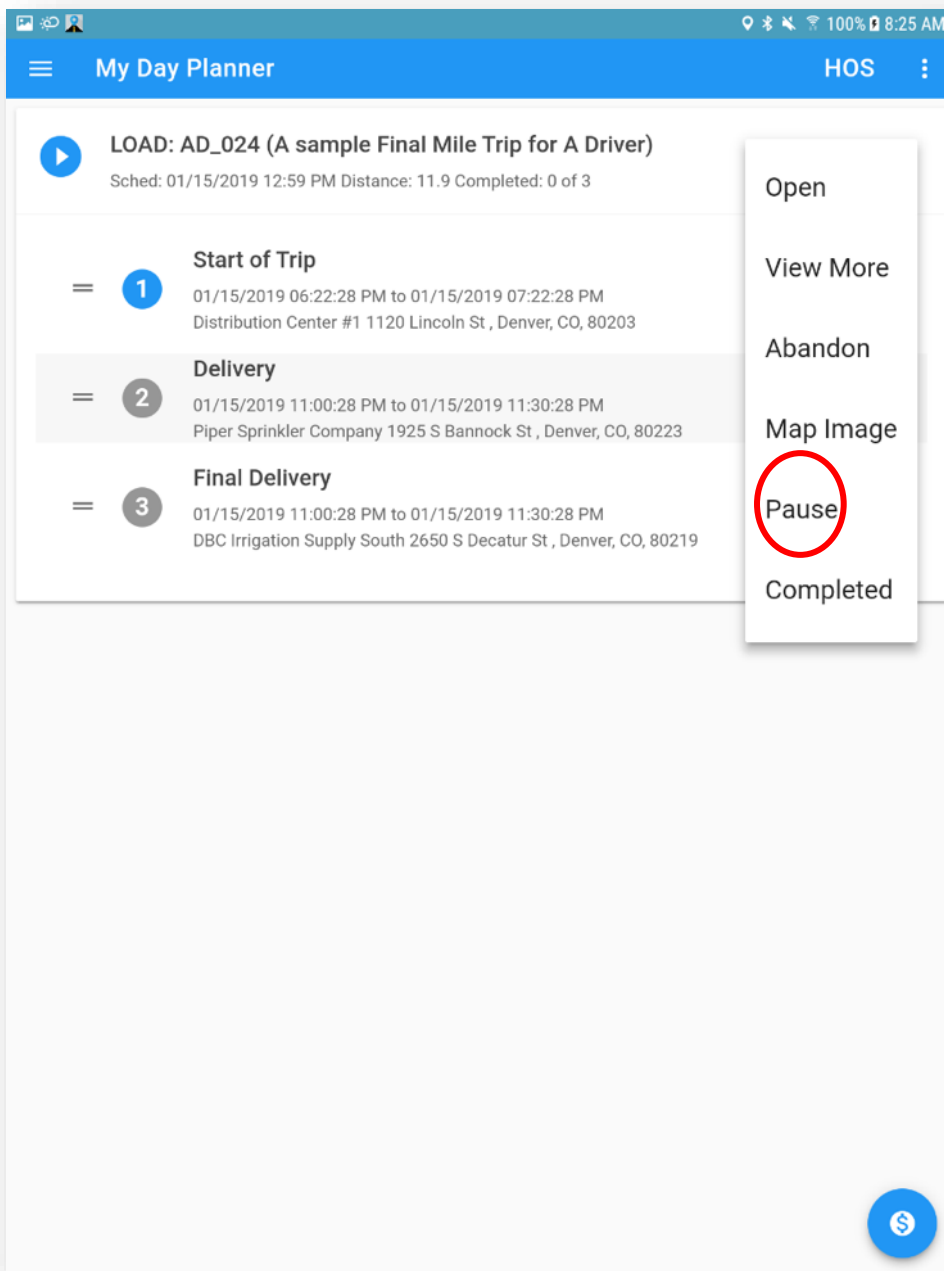 100% 8:25 AM
My Day Planner HOS
LOAD: AD_024 (A sample Final Mile Trip for A Driver)
Sched: 01/15/2019 12:59 PM Distance: 11.9 Completed: 0 of 3
1
Start of Trip
01/15/2019 06:22:28 PM to 01/15/2019 07:22:28 PM
Distribution Center #1 1120 Lincoln St , Denver, CO, 80203
2
Delivery
01/15/2019 11:00:28 PM to 01/15/2019 11:30:28 PM
Piper Sprinkler Company 1925 S Bannock St , Denver, CO, 80223
3
Final Delivery
01/15/2019 11:00:28 PM to 01/15/2019 11:30:28 PM
DBC Irrigation Supply South 2650 S Decatur St , Denver, CO, 80219
Open
View More
Abandon
Map Image
Pause
Completed
$